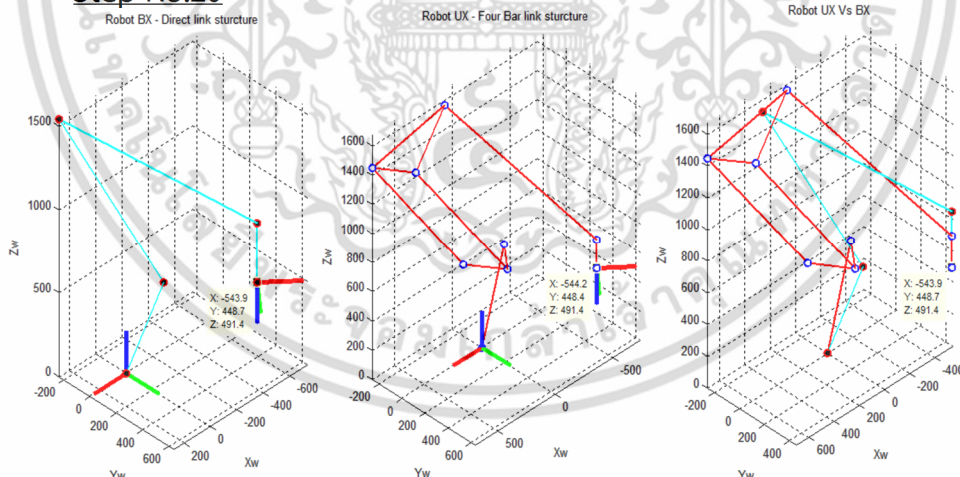 Step
Robot BX - Direct link sturcture
Robot UX - Four Bar link sturcture
Robot UX Vs BX
1500
1000
500
0
Zw
-200
0
200
400
600
Yw
200
0
-200
-400
-600
Xw
X: -543.9
Y: 448.7
Z: 491.4
1600
1400
1200
1000
800
600
400
200
0
Zw
-200
0
200
400
600
Yw
500
0
-500
Xw
X: -544.2
Y: 448.4
Z: 491.4
1600
1400
1200
1000
800
600
400
200
0
Zw
-200
0
200
400
Yw
600
400
200
0
-200
-400
Xw
X: -543.9
Y: 448.7
Z: 491.4